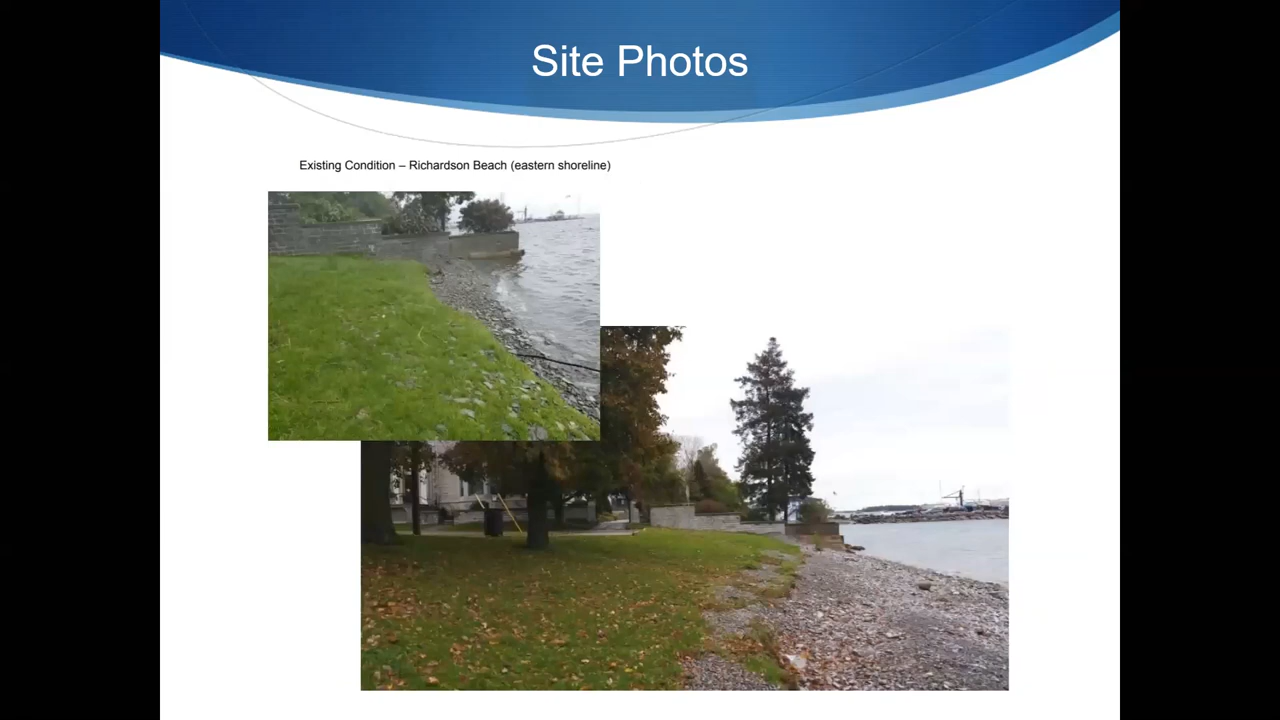 Site Photos
Existing Condition – Richardson Beach (eastern shoreline)